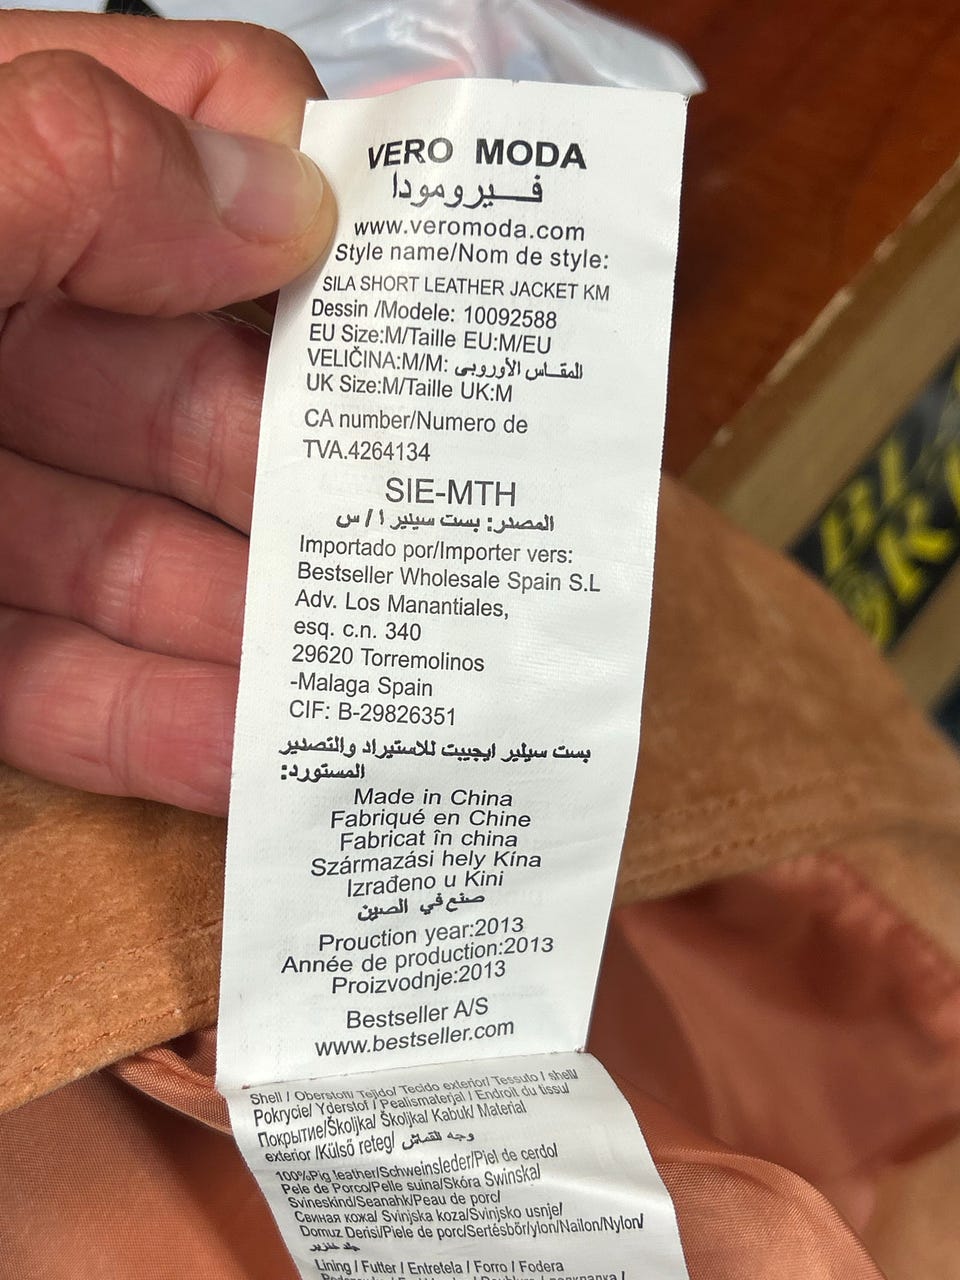 VERO MODA
فيرومودا
www.veromoda.com
Style name/Nom de style:
SILA SHORT LEATHER JACKET KM
Dessin /Modele: 10092588
EU Size:M/Taille EU:M/EU
VELIČINA:M/M: المقاس الأوروبي
UK Size:M/Taille UK:M
CA number/Numero de
TVA.4264134
SIE-MTH
المصدر: بست سيلير ا / س
Importado por/Importer vers:
Bestseller Wholesale Spain S.L
Adv. Los Manantiales,
esq. c.n. 340
29620 Torremolinos
-Malaga Spain
CIF: B-29826351
بست سيلير ايجيبت للاستيراد والتصدير
المستورد:
Made in China
Fabriqué en Chine
Fabricat în china
Származási hely Kína
Izrađeno u Kini
صنع في الصين
Prouction year:2013
Année de production:2013
Proizvodnje:2013
Bestseller A/S
www.bestseller.com
Shell / Oberstoff/ Tejido/ Tecido exterior/ Tessuto / shell/
Pokrycie/ Yderstof / Pealismaterjal / Endroit du tissu/
Покрытие/Školjka/ Školjka/ Kabuk/ Material
exterior /Külső reteg/ وجه للقماش
100%Pig leather/Schweinsleder/Piel de cerdo/
Pele de Porco/Pelle suina/Skóra Swinska/
Svineskind/Seanahk/Peau de porc/
Свиная кожа/ Svinjska koza/Svinjsko usnje/
Domuz Derisi/Piele de porc/Sertésbőr/ylon/Nailon/Nylon/
جلد خنزير
Lining / Futter / Entretela / Forro / Fodera